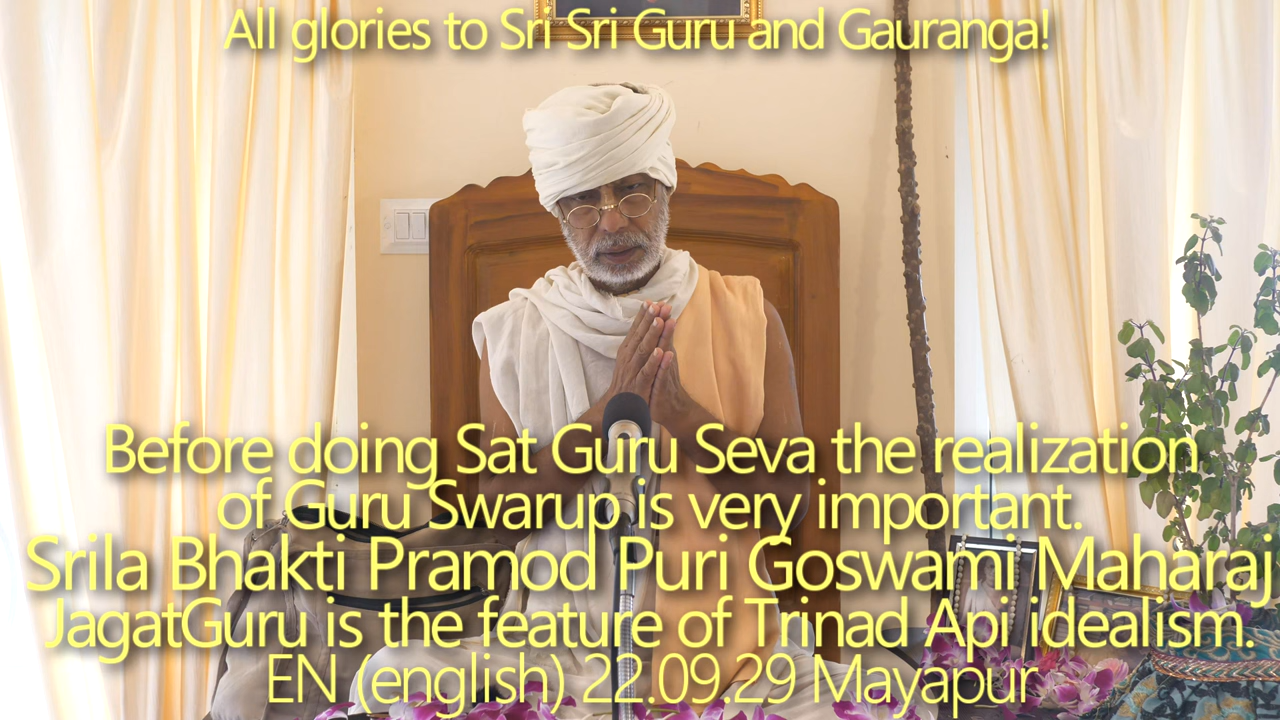 All glories to Sri Sri Guru and Gauranga!
Before doing Sat Guru Seva the realization
of Guru Swarup is very important.
Srila Bhakti Pramod Puri Goswami Maharaj
JagatGuru is the feature of Trinad Api idealism.
EN (english) 22.09.29 Mayapur